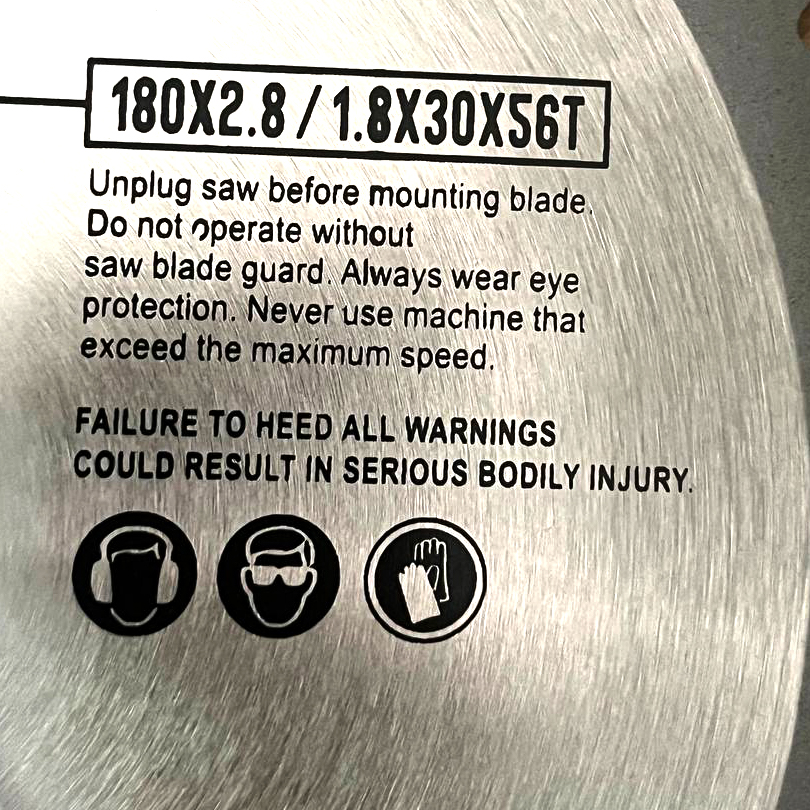 180X2.8 / 1.8X30X56T
Unplug saw before mounting blade.
Do not operate without
saw blade guard. Always wear eye
protection. Never use machine that
exceed the maximum speed.
FAILURE TO HEED ALL WARNINGS
COULD RESULT IN SERIOUS BODILY INJURY.